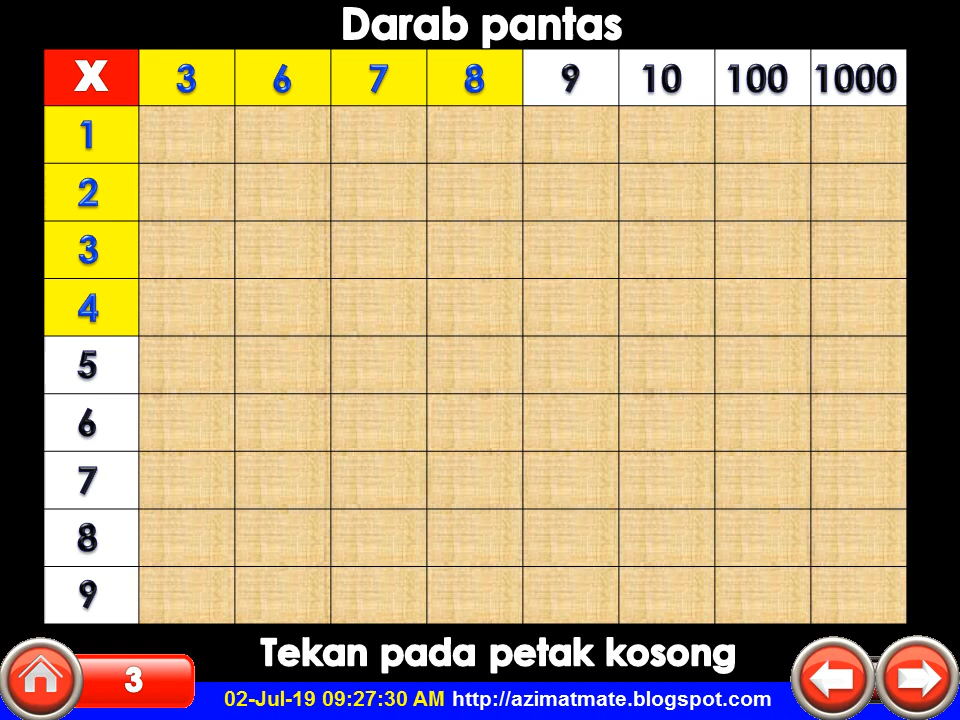 Darab pantas
X 3 6 7 8 9 10 100 1000
1
2
3
4
5
6
7
8
9
Tekan pada petak kosong
3
02-Jul-19 09:27:30 AM http://azimatmate.blogspot.com